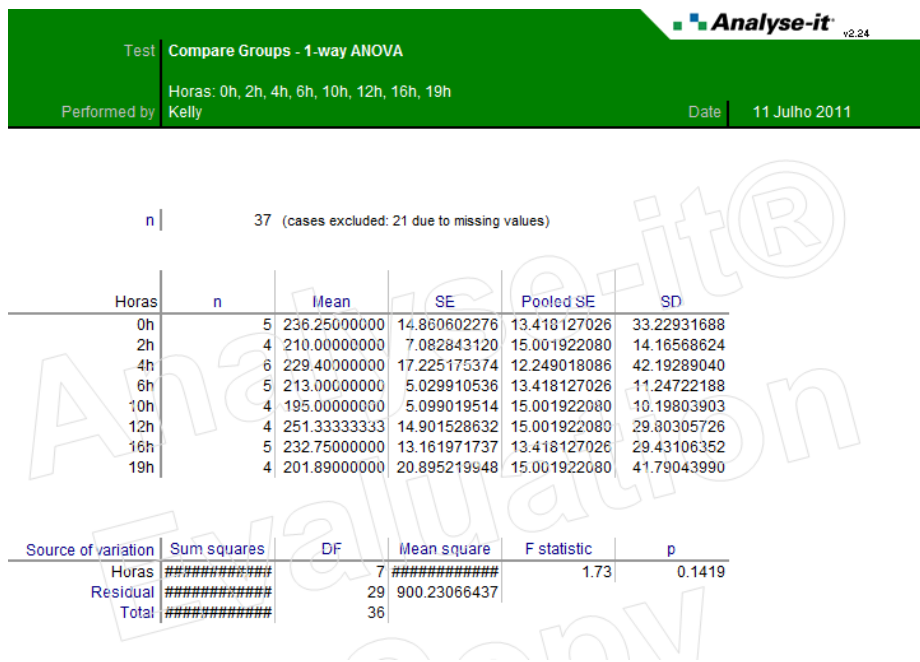 Analyse-it v2.24
Test Compare Groups - 1-way ANOVA
Horas: 0h, 2h, 4h, 6h, 10h, 12h, 16h, 19h
Performed by Kelly Date 11 Julho 2011
n 37 (cases excluded: 21 due to missing values)
Horas n Mean SE Pooled SE SD
0h 5 236.25000000 14.860602276 13.418127026 33.22931688
2h 4 210.00000000 7.082843120 15.001922080 14.16568624
4h 6 229.40000000 17.225175374 12.249018086 42.19289040
6h 5 213.00000000 5.029910536 13.418127026 11.24722188
10h 4 195.00000000 5.099019514 15.001922080 10.19803903
12h 4 251.33333333 14.901528632 15.001922080 29.80305726
16h 5 232.75000000 13.161971737 13.418127026 29.43106352
19h 4 201.89000000 20.895219948 15.001922080 41.79043990
Source of variation Sum squares DF Mean square F statistic p
Horas ############ 7 ############ 1.73 0.1419
Residual ############ 29 900.23066437
Total ############ 36
Analyse-it®
Evaluation
Copy